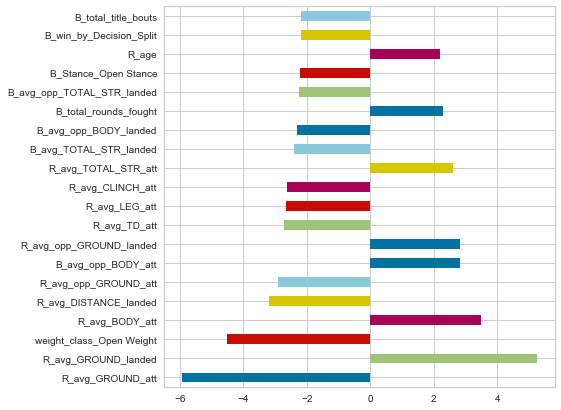 B_total_title_bouts
B_win_by_Decision_Split
R_age
B_Stance_Open Stance
B_avg_opp_TOTAL_STR_landed
B_total_rounds_fought
B_avg_opp_BODY_landed
B_avg_TOTAL_STR_landed
R_avg_TOTAL_STR_att
R_avg_CLINCH_att
R_avg_LEG_att
R_avg_TD_att
R_avg_opp_GROUND_landed
B_avg_opp_BODY_att
R_avg_opp_GROUND_att
R_avg_DISTANCE_landed
R_avg_BODY_att
weight_class_Open Weight
R_avg_GROUND_landed
R_avg_GROUND_att
−6 −4 −2 0 2 4